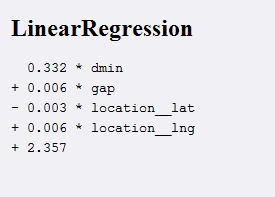 LinearRegression
0.332 * dmin
+ 0.006 * gap
- 0.003 * location__lat
+ 0.006 * location__lng
+ 2.357